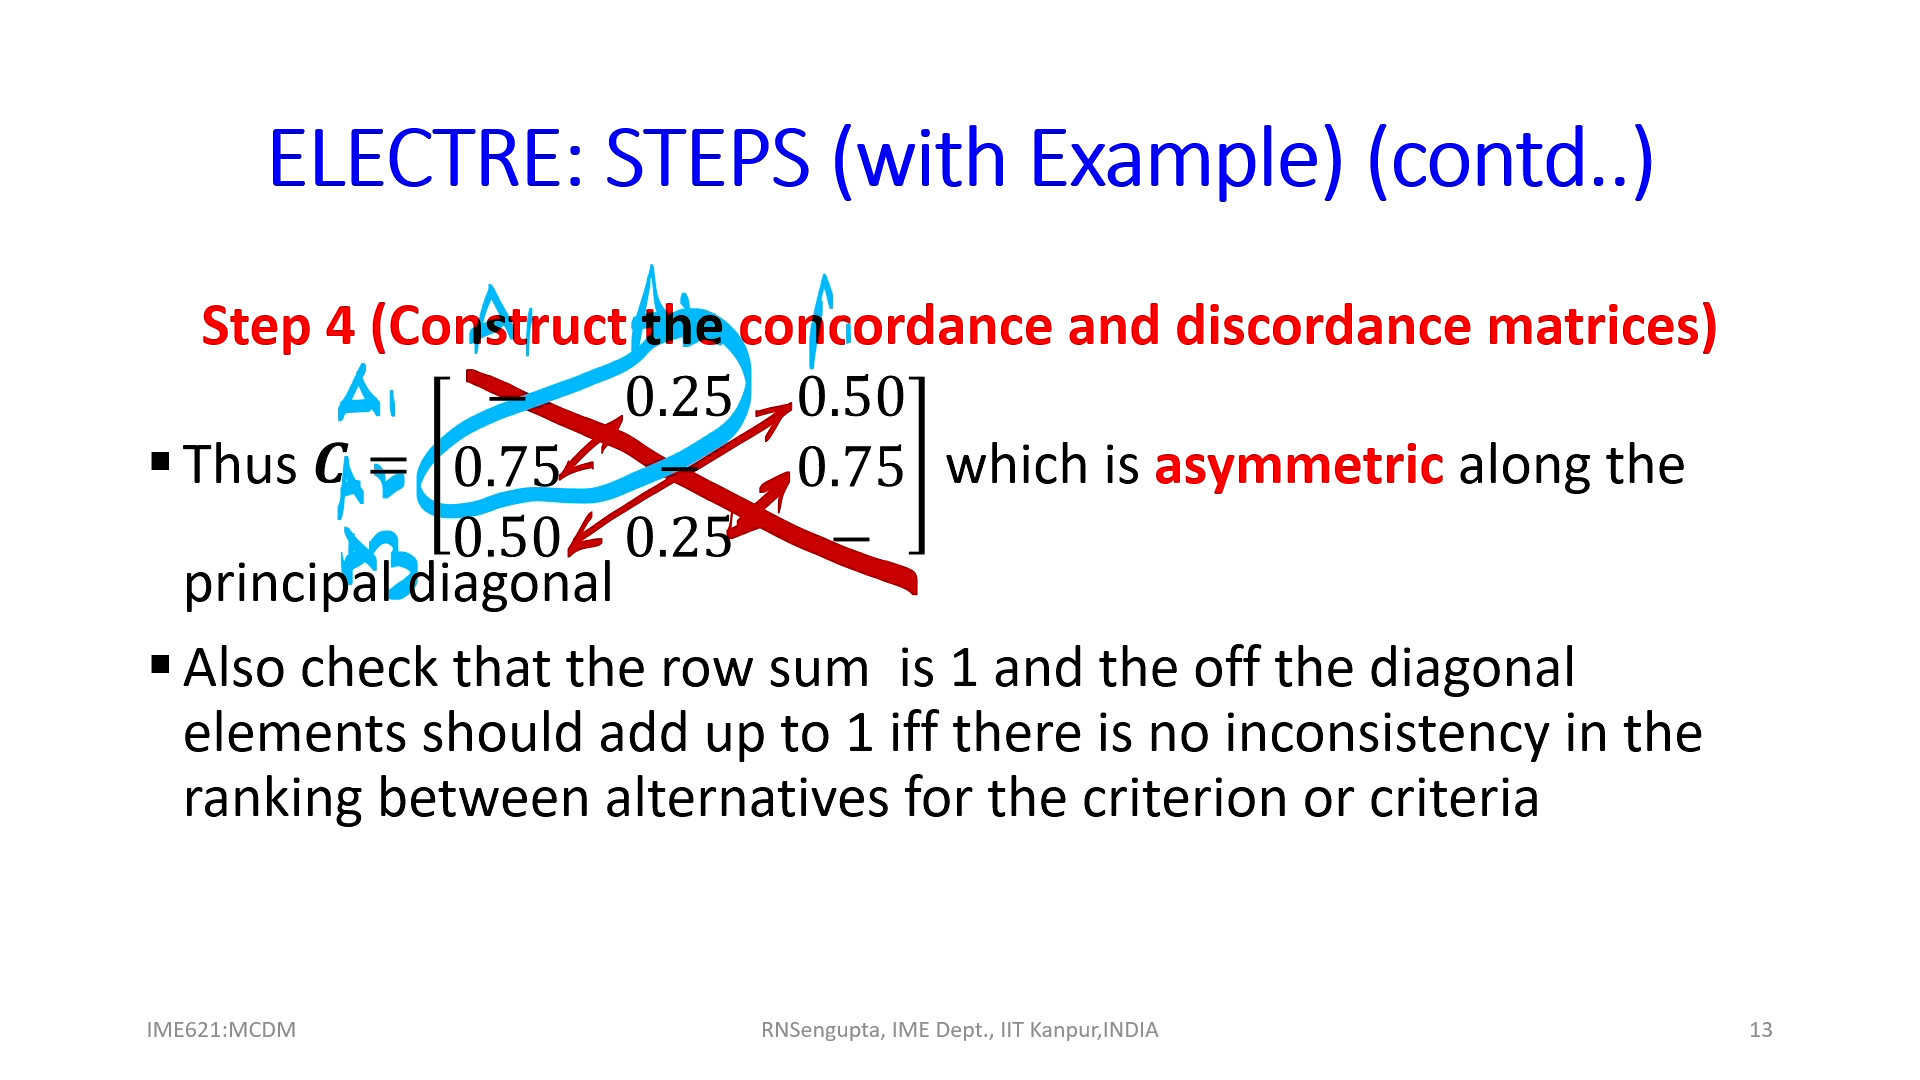 ELECTRE: STEPS (with Example) (contd..)
Step 4 (Construct the concordance and discordance matrices)
A1
A1
▪ Thus C = [ − 0.25 0.50
0.75 − 0.75
0.50 0.25 − ] which is asymmetric along the
A2
A3
principal diagonal
▪ Also check that the row sum is 1 and the off the diagonal
elements should add up to 1 iff there is no inconsistency in the
ranking between alternatives for the criterion or criteria
IME621:MCDM
RNSengupta, IME Dept., IIT Kanpur,INDIA
13